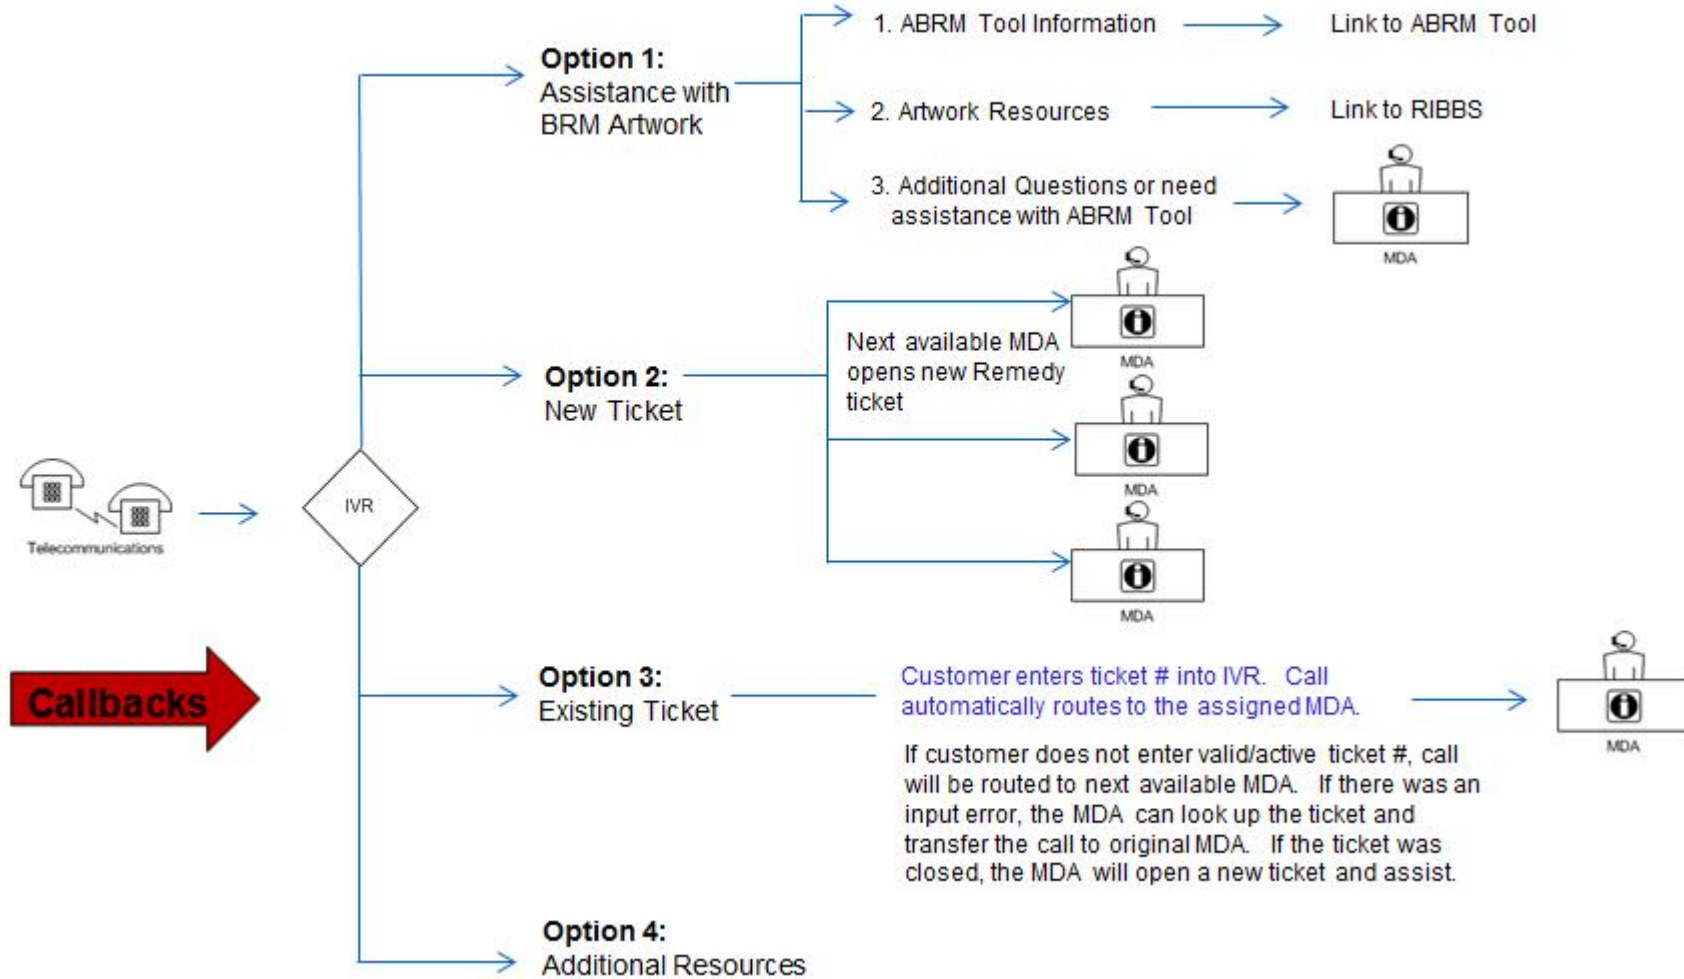 1. ABRM Tool Information
Link to ABRM Tool
Option 1:
Assistance with
BRM Artwork
2. Artwork Resources
Link to RIBBS
3. Additional Questions or need
assistance with ABRM Tool
MDA
Next available MDA
opens new Remedy
ticket
MDA
Option 2:
New Ticket
MDA
MDA
IVR
Telecommunications
Callbacks
Option 3:
Existing Ticket
Customer enters ticket # into IVR. Call
automatically routes to the assigned MDA.
MDA
If customer does not enter valid/active ticket #, call
will be routed to next available MDA. If there was an
input error, the MDA can look up the ticket and
transfer the call to original MDA. If the ticket was
closed, the MDA will open a new ticket and assist.
Option 4:
Additional Resources